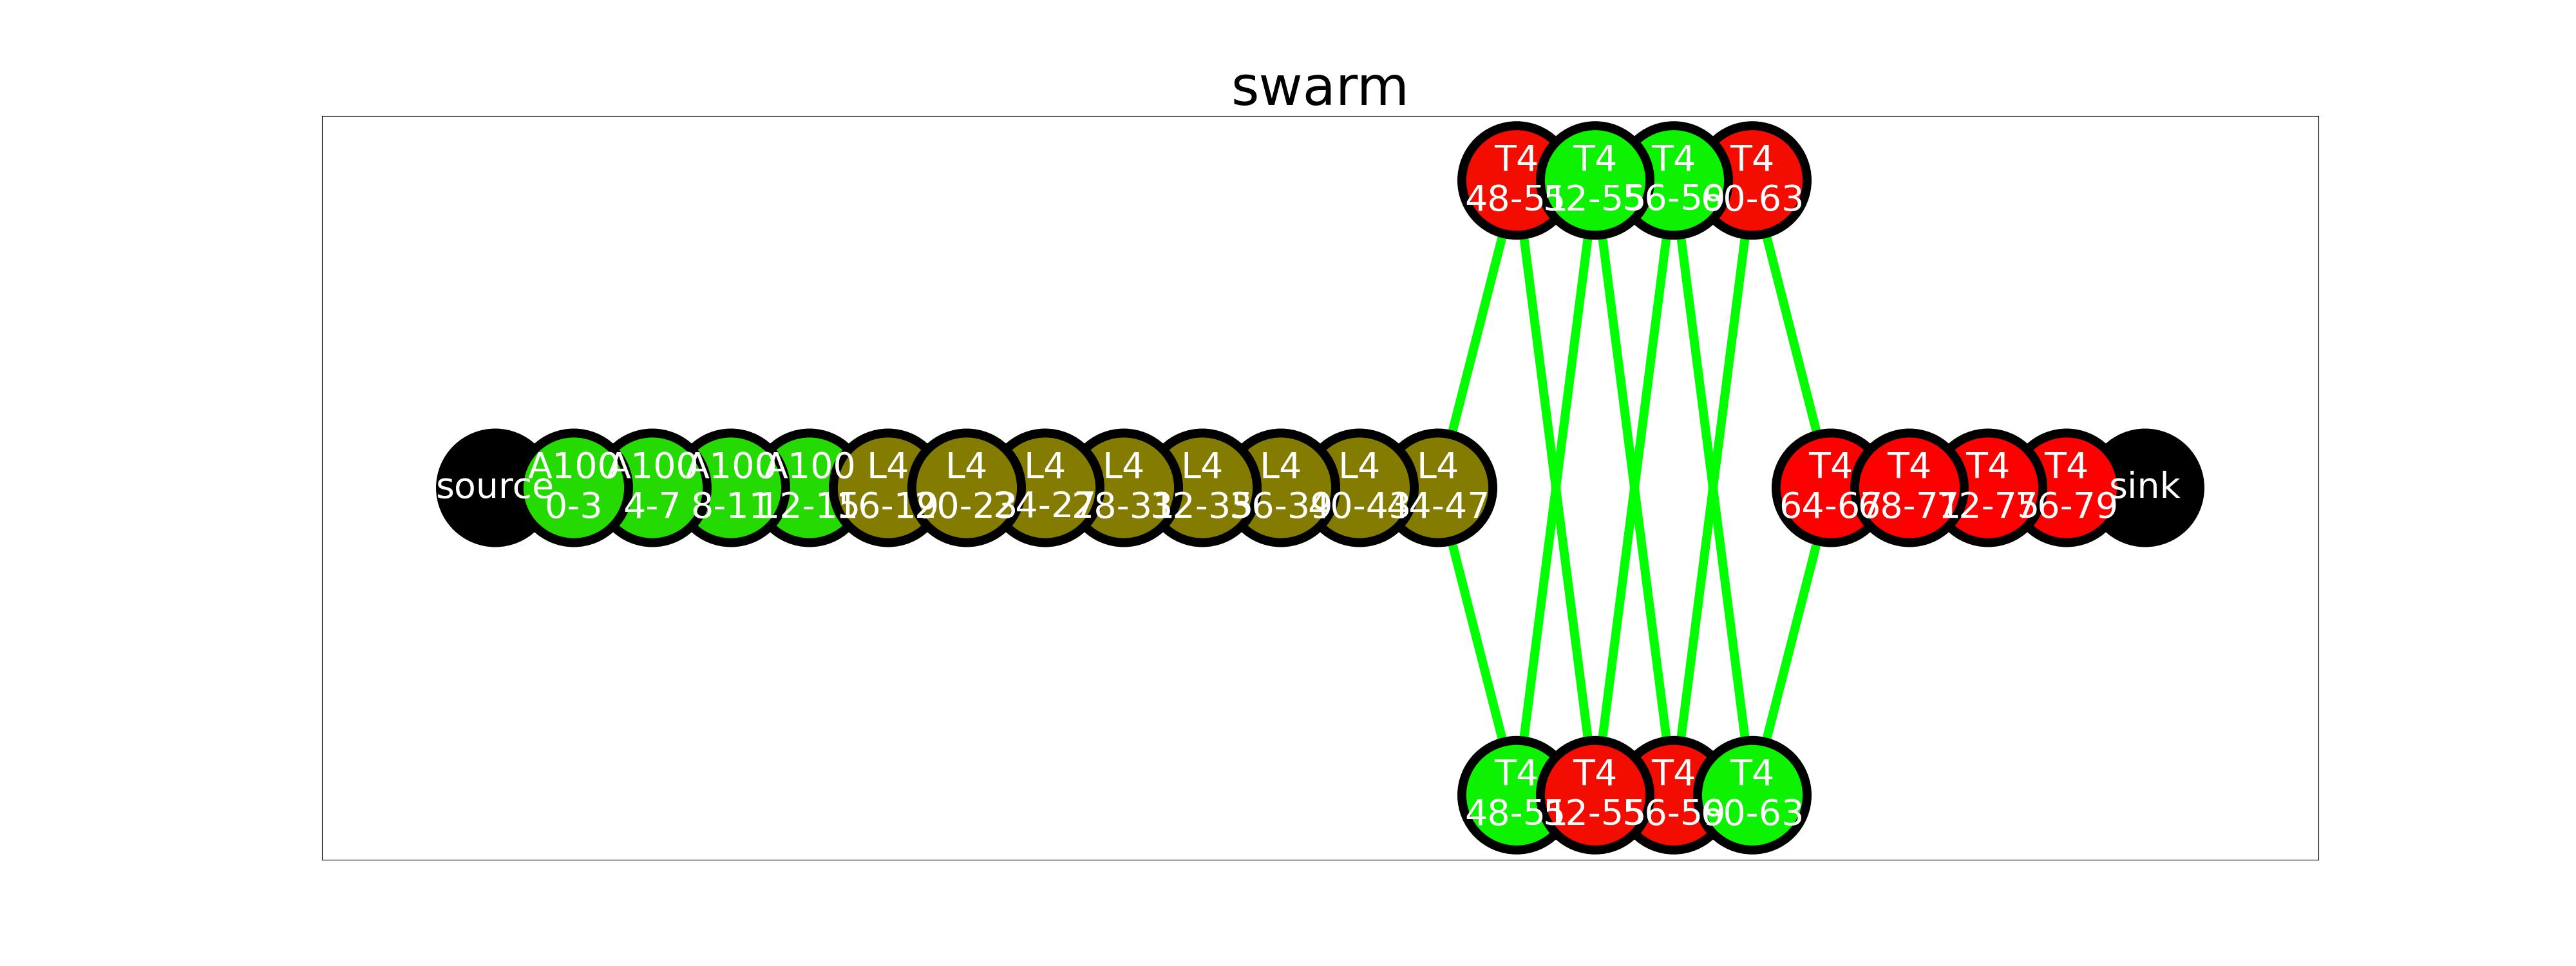 swarm
T4
48-51
T4
52-55
T4
56-59
T4
60-63
source
A100
0-3
A100
4-7
A100
8-11
A100
12-15
L4
16-19
L4
20-23
L4
24-27
L4
28-31
L4
32-35
L4
36-39
L4
40-43
L4
44-47
T4
64-67
T4
68-71
T4
72-75
T4
76-79
sink
T4
48-51
T4
52-55
T4
56-59
T4
60-63